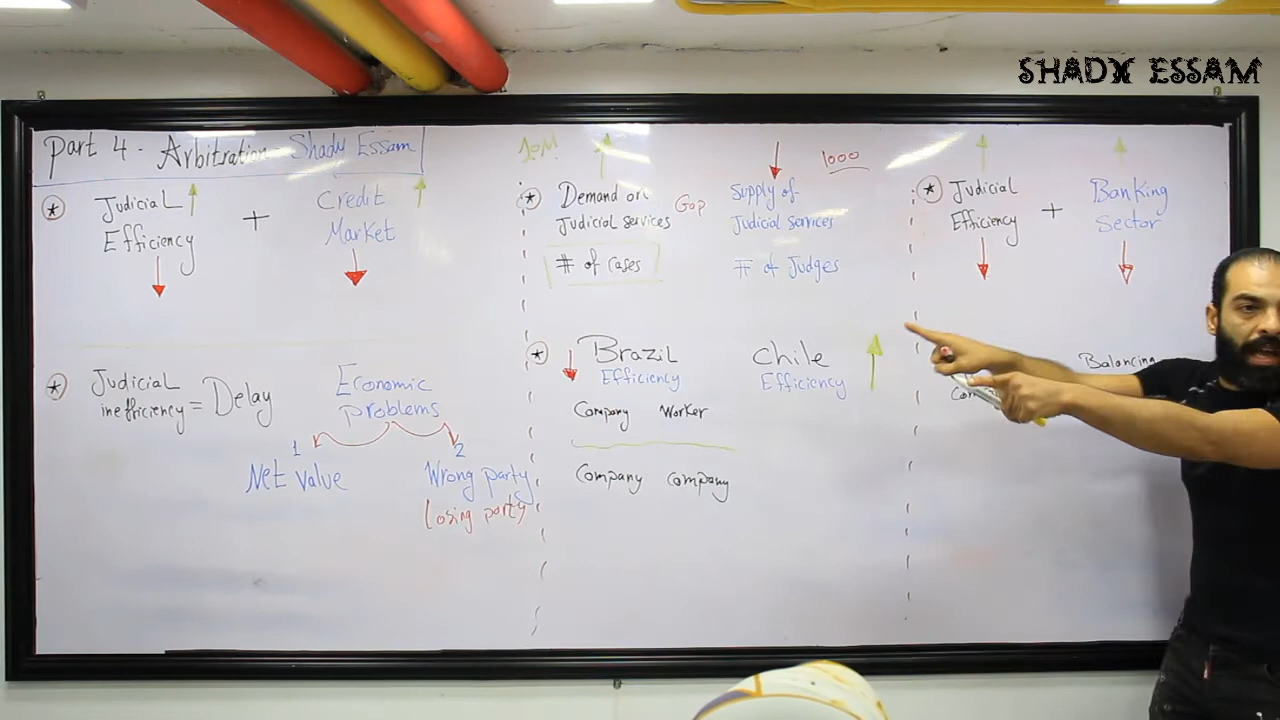 SHADY ESSAM
Part 4 - Arbitration - Shady Essam
* Judicial
Efficiency
+
Credit
Market
* Judicial
inefficiency = Delay
Economic
problems
1
Net value
2
Wrong party
losing party
10M
* Demand on
Judicial services
# of Cases
Gap
1000
Supply of
Judicial services
# of Judges
* Brazil
Efficiency
Company Worker
Company Company
Chile
Efficiency
* Judicial
Efficiency
+
Banking
Sector
Balancing